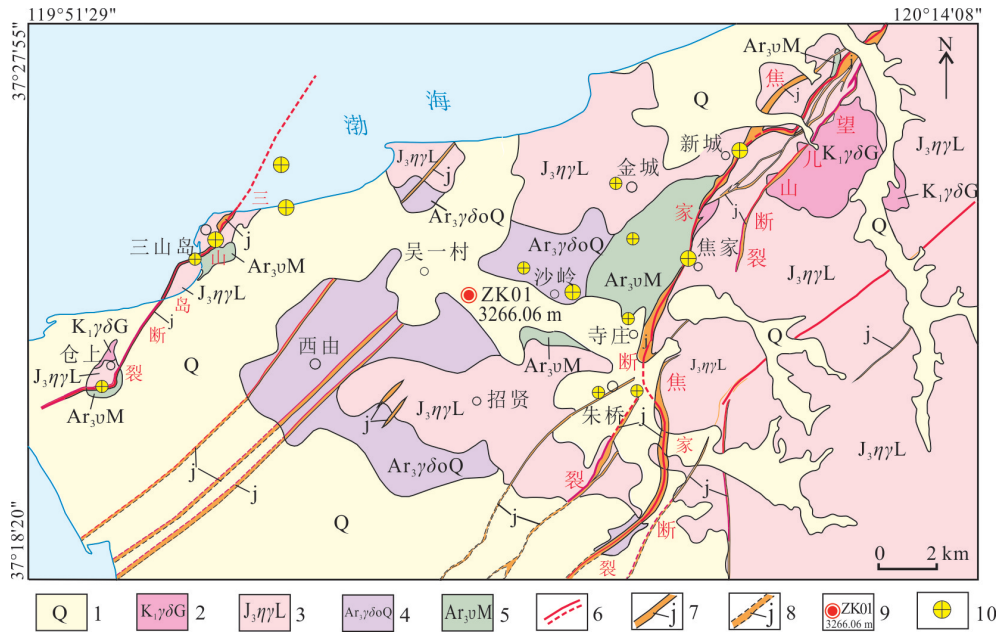 119°51′29″
120°14′08″
37°27′55″
37°18′20″
N
渤
海
Ar₃υM
j
焦
j
Q
望
新城
儿
K₁γδG
山
J₃ηγL
K₁γδG
J₃ηγL
j
Ar₃γδoQ
J₃ηγL
金城
家
j
断
裂
Q
三
j
三山岛
山
Ar₃υM
J₃ηγL
岛
j
断
裂
吴一村
Ar₃γδoQ
沙岭
Ar₃υM
焦家
J₃ηγL
ZK01
3266.06 m
K₁γδG
仓上
J₃ηγL
Ar₃υM
Q
西由
寺庄
j
Ar₃υM
断
焦
J₃ηγL
j
Q
j
J₃ηγL
招贤
朱桥
j
家
J₃ηγL
Ar₃γδoQ
裂
j
j
j
断
Q
裂
0 2 km
Q 1
K₁γδG 2
J₃ηγL 3
Ar₃γδoQ 4
Ar₃υM 5
6
j 7
j 8
ZK01
3266.06 m 9
10